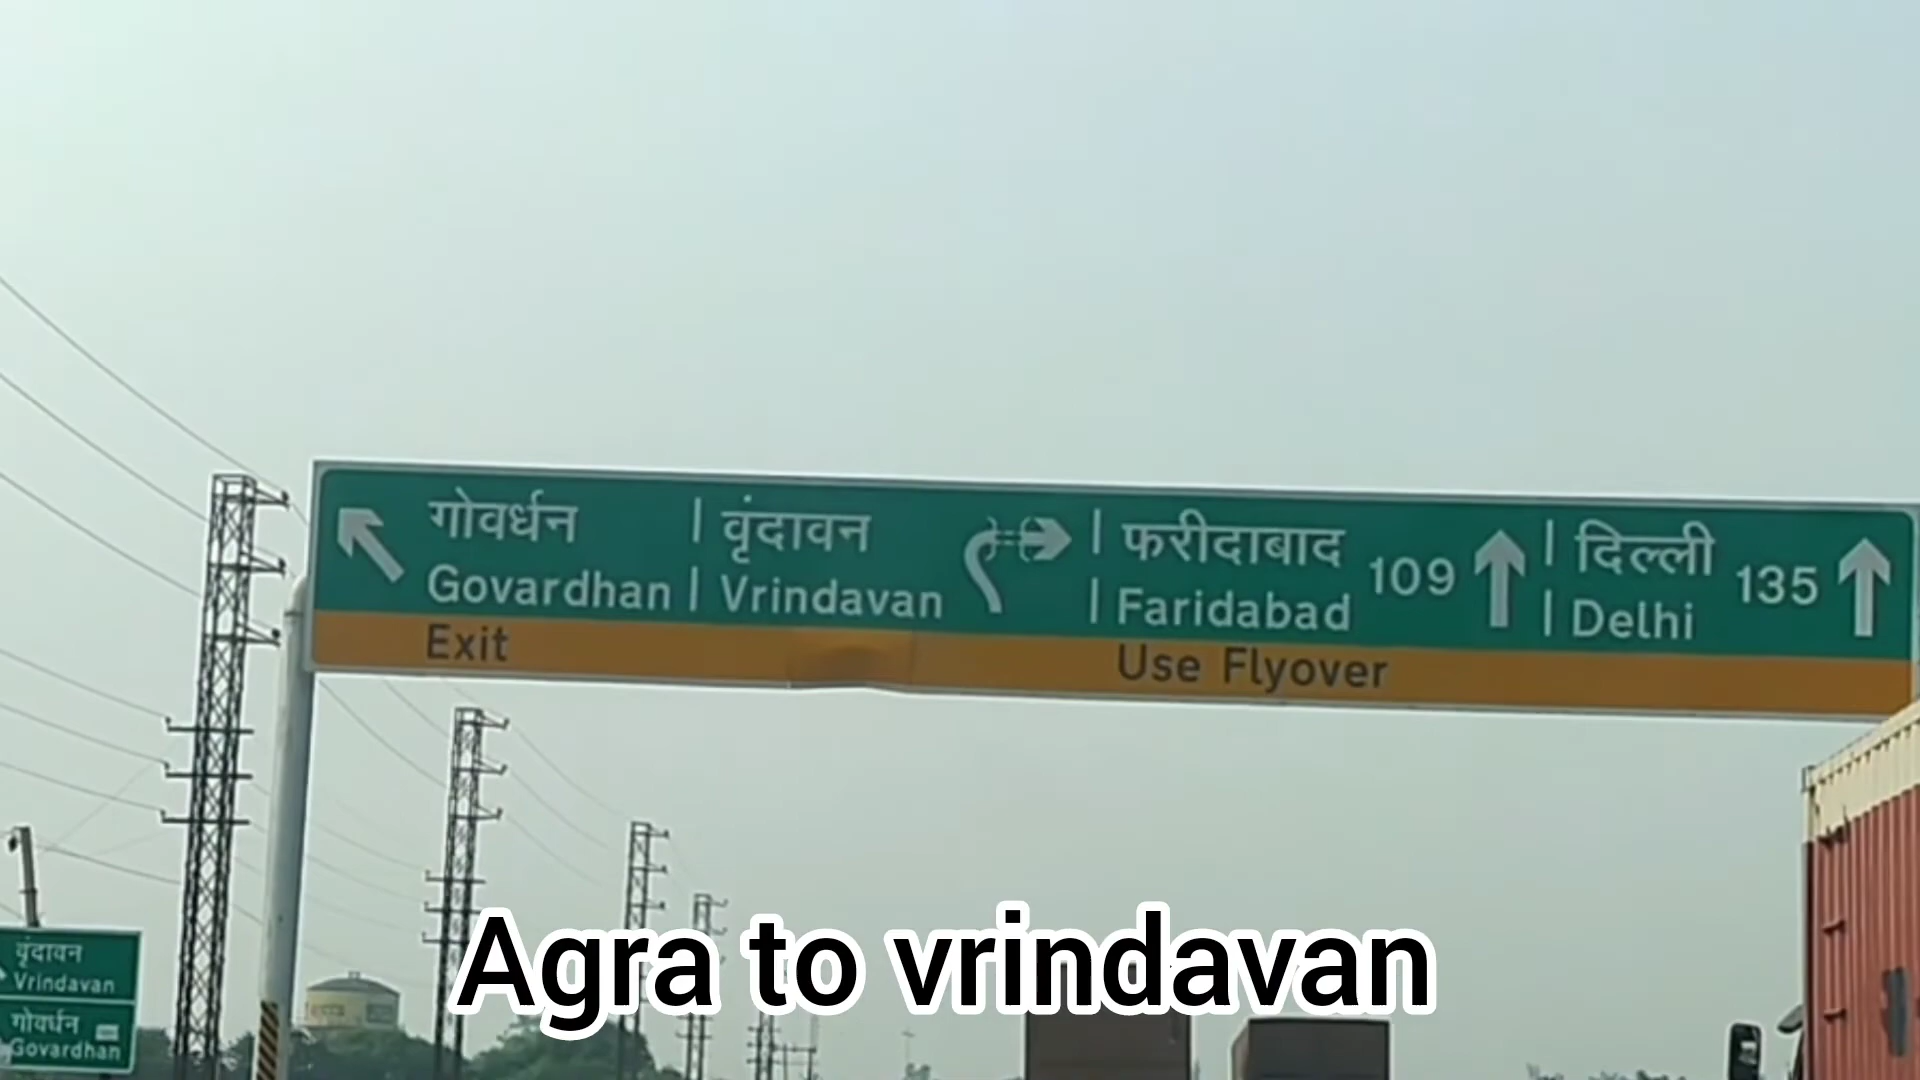 गोवर्धन | वृंदावन | फरीदाबाद 109 | दिल्ली 135
Govardhan | Vrindavan | Faridabad | Delhi
Exit Use Flyover
वृंदावन
Vrindavan
गोवर्धन
Govardhan
Agra to vrindavan